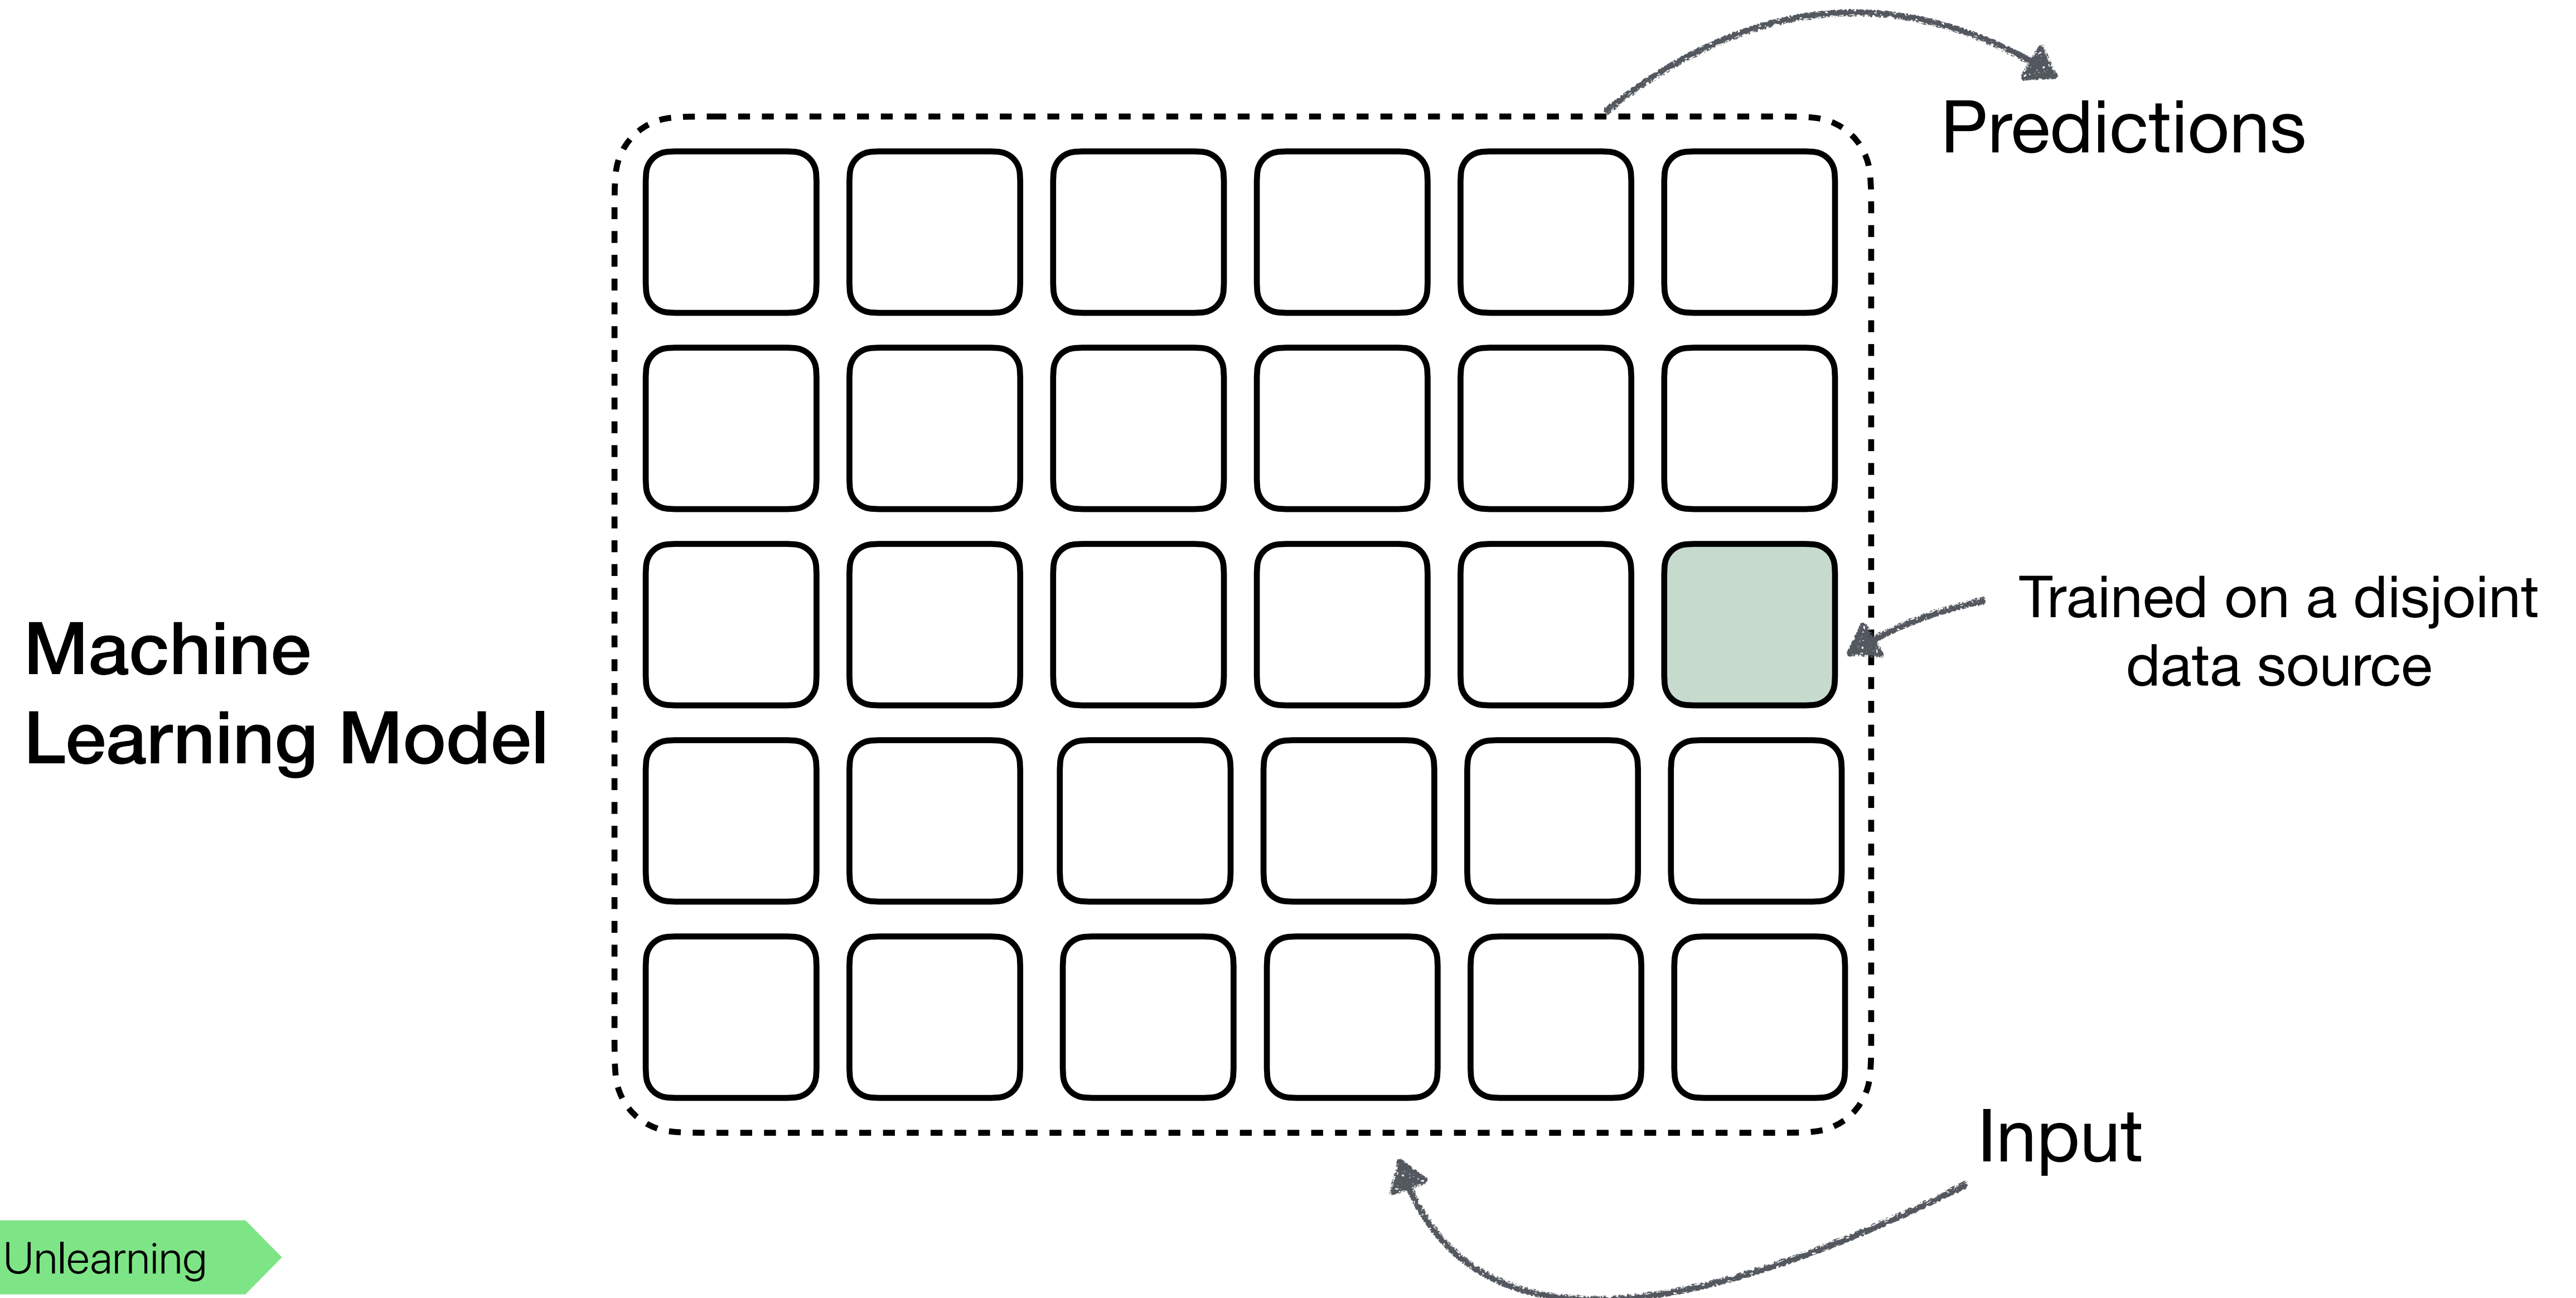 Predictions
Trained on a disjoint
data source
Machine
Learning Model
Input
Unlearning